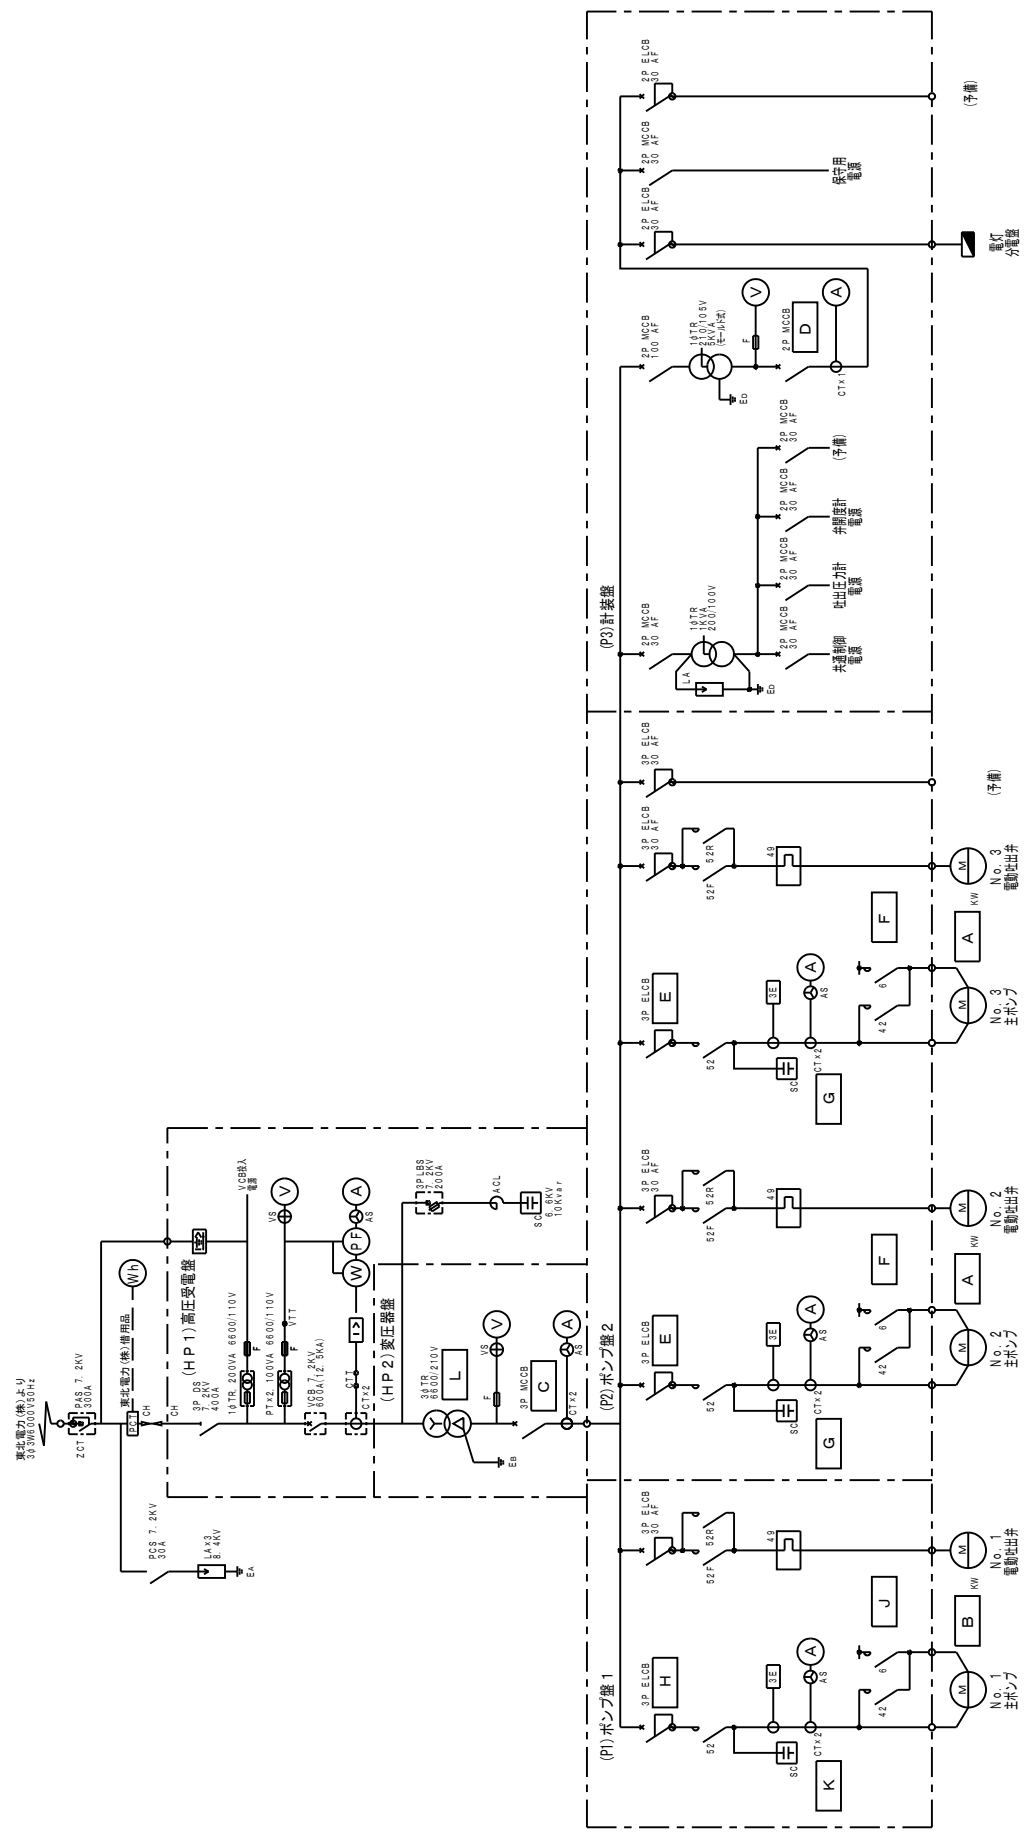 東北電力(株)より
3φ3W6000V50Hz
PAS 7.2KV
300A
ZCT
東北電力(株)借用品
Wh
PCT
CH
CH
PCS 7.2KV
30A
LA×3
8.4KV
EA
(HP1)高圧受電盤
3P DS
7.2KV
400A
1φTR, 200VA 6600/110V
F
VCB投入
電源
PT×2, 100VA 6600/110V
F
VTT
VS
V
VCB 7.2KV
600A(12.5KA)
CTT
CT×2
I>
W
PF
AS
A
(HP2)変圧器盤
3PLBS
7.2KV
200A
ACL
SC
6.6KV
10Kvar
3φTR,
6600/210V
L
EB
F
VS
V
3P MCCB
C
CT×2
AS
A
(P1)ポンプ盤1
3P ELCB
H
52
SC
3E
CT×2
K
AS
A
42
6
J
M
No.1
主ポンプ
B
KW
3P ELCB
30 AF
52F
52R
49
M
No.1
電動吐出弁
(P2)ポンプ盤2
3P ELCB
E
52
SC
3E
CT×2
G
AS
A
42
6
F
M
No.2
主ポンプ
A
KW
3P ELCB
30 AF
52F
52R
49
M
No.2
電動吐出弁
3P ELCB
E
52
SC
3E
CT×2
G
AS
A
42
6
F
M
No.3
主ポンプ
A
KW
3P ELCB
30 AF
52F
52R
49
M
No.3
電動吐出弁
3P ELCB
30 AF
(予備)
(P3)計装盤
2P MCCB
30 AF
1φTR
1KVA
200/100V
LA
ED
2P MCCB
30 AF
共通制御
電源
2P MCCB
30 AF
吐出圧力計
電源
2P MCCB
30 AF
弁開度計
電源
2P MCCB
30 AF
(予備)
2P MCCB
100 AF
1φTR
210/105V
5KVA
(モールド式)
ED
F
V
2P MCCB
D
CT×1
A
2P ELCB
30 AF
電灯
分電盤
2P MCCB
30 AF
保守用
電源
2P ELCB
30 AF
(予備)